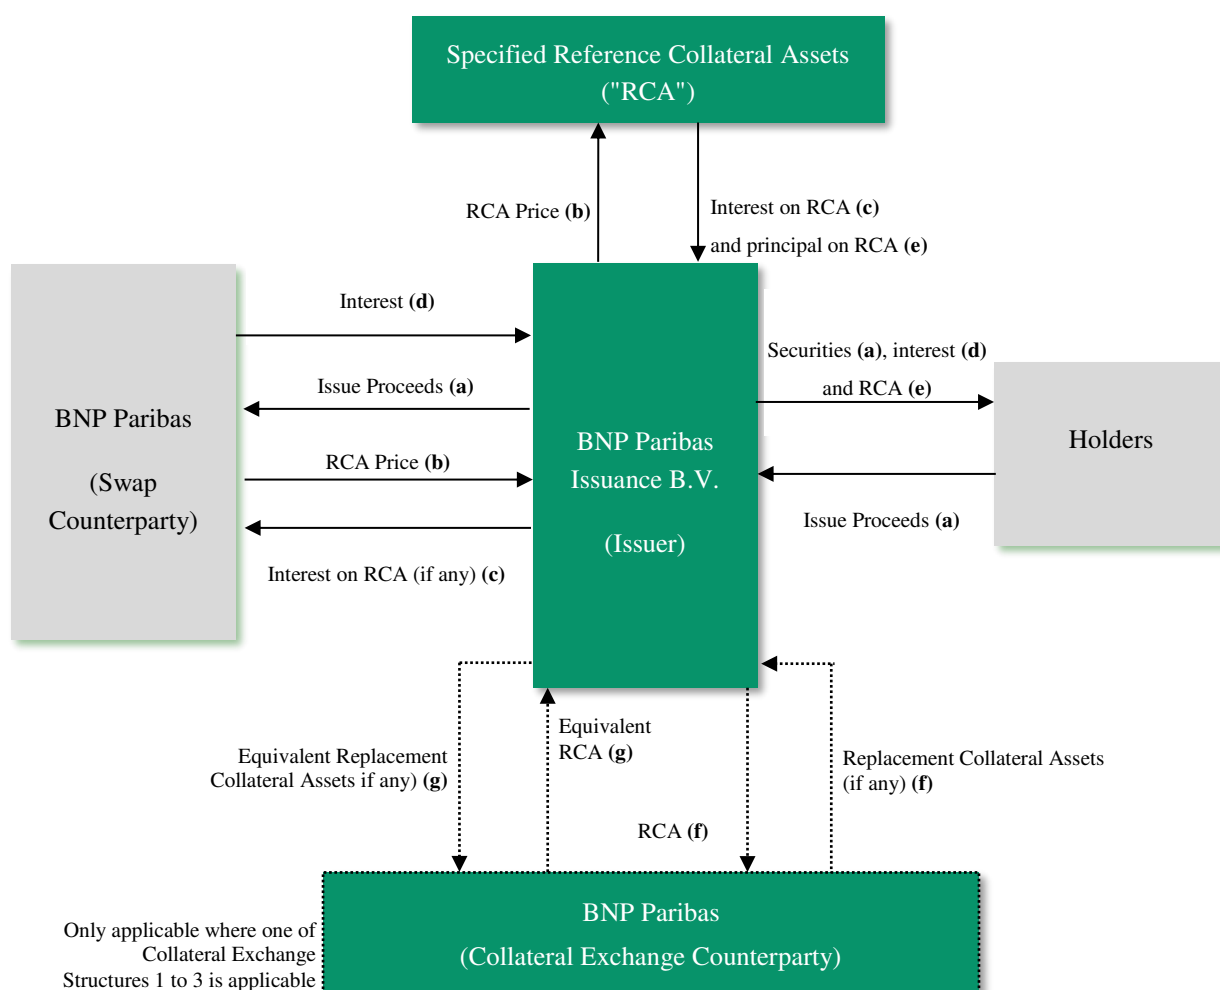 Specified Reference Collateral Assets
("RCA")
RCA Price (b)
Interest on RCA (c)
and principal on RCA (e)
Interest (d)
Issue Proceeds (a)
RCA Price (b)
Interest on RCA (if any) (c)
BNP Paribas
(Swap
Counterparty)
BNP Paribas
Issuance B.V.
(Issuer)
Securities (a), interest (d)
and RCA (e)
Issue Proceeds (a)
Holders
Equivalent Replacement
Collateral Assets if any) (g)
Equivalent
RCA (g)
RCA (f)
Replacement Collateral Assets
(if any) (f)
BNP Paribas
(Collateral Exchange Counterparty)
Only applicable where one of
Collateral Exchange
Structures 1 to 3 is applicable